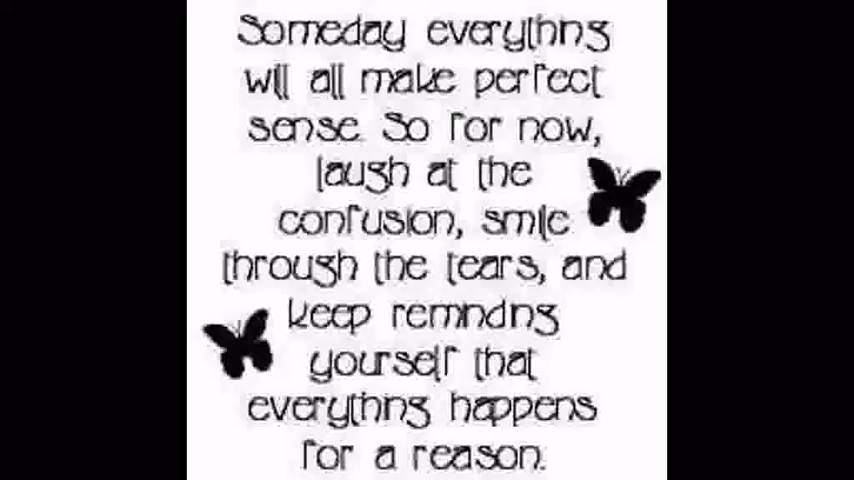 Someday everything
will all make perfect
sense. So for now,
laugh at the
confusion, smile
through the tears, and
keep reminding
yourself that
everything happens
for a reason.